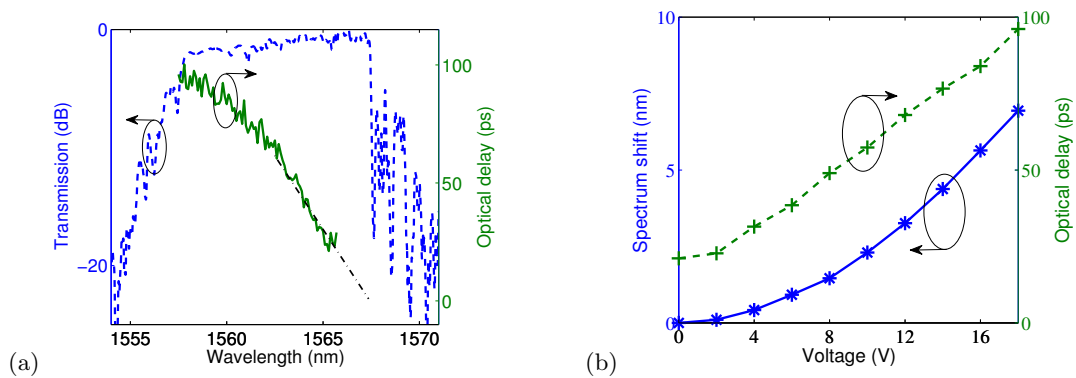 (a)
Transmission (dB)
0
−20
1555
1560
1565
1570
Wavelength (nm)
100
50
0
Optical delay (ps)
(b)
Spectrum shift (nm)
10
5
0
0
4
8
12
16
Voltage (V)
100
50
0
Optical delay (ps)